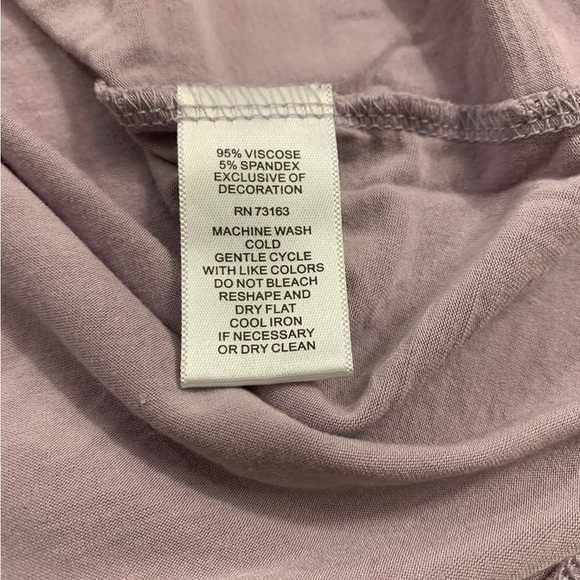 95% VISCOSE
5% SPANDEX
EXCLUSIVE OF
DECORATION
RN 73163
MACHINE WASH
COLD
GENTLE CYCLE
WITH LIKE COLORS
DO NOT BLEACH
RESHAPE AND
DRY FLAT
COOL IRON
IF NECESSARY
OR DRY CLEAN